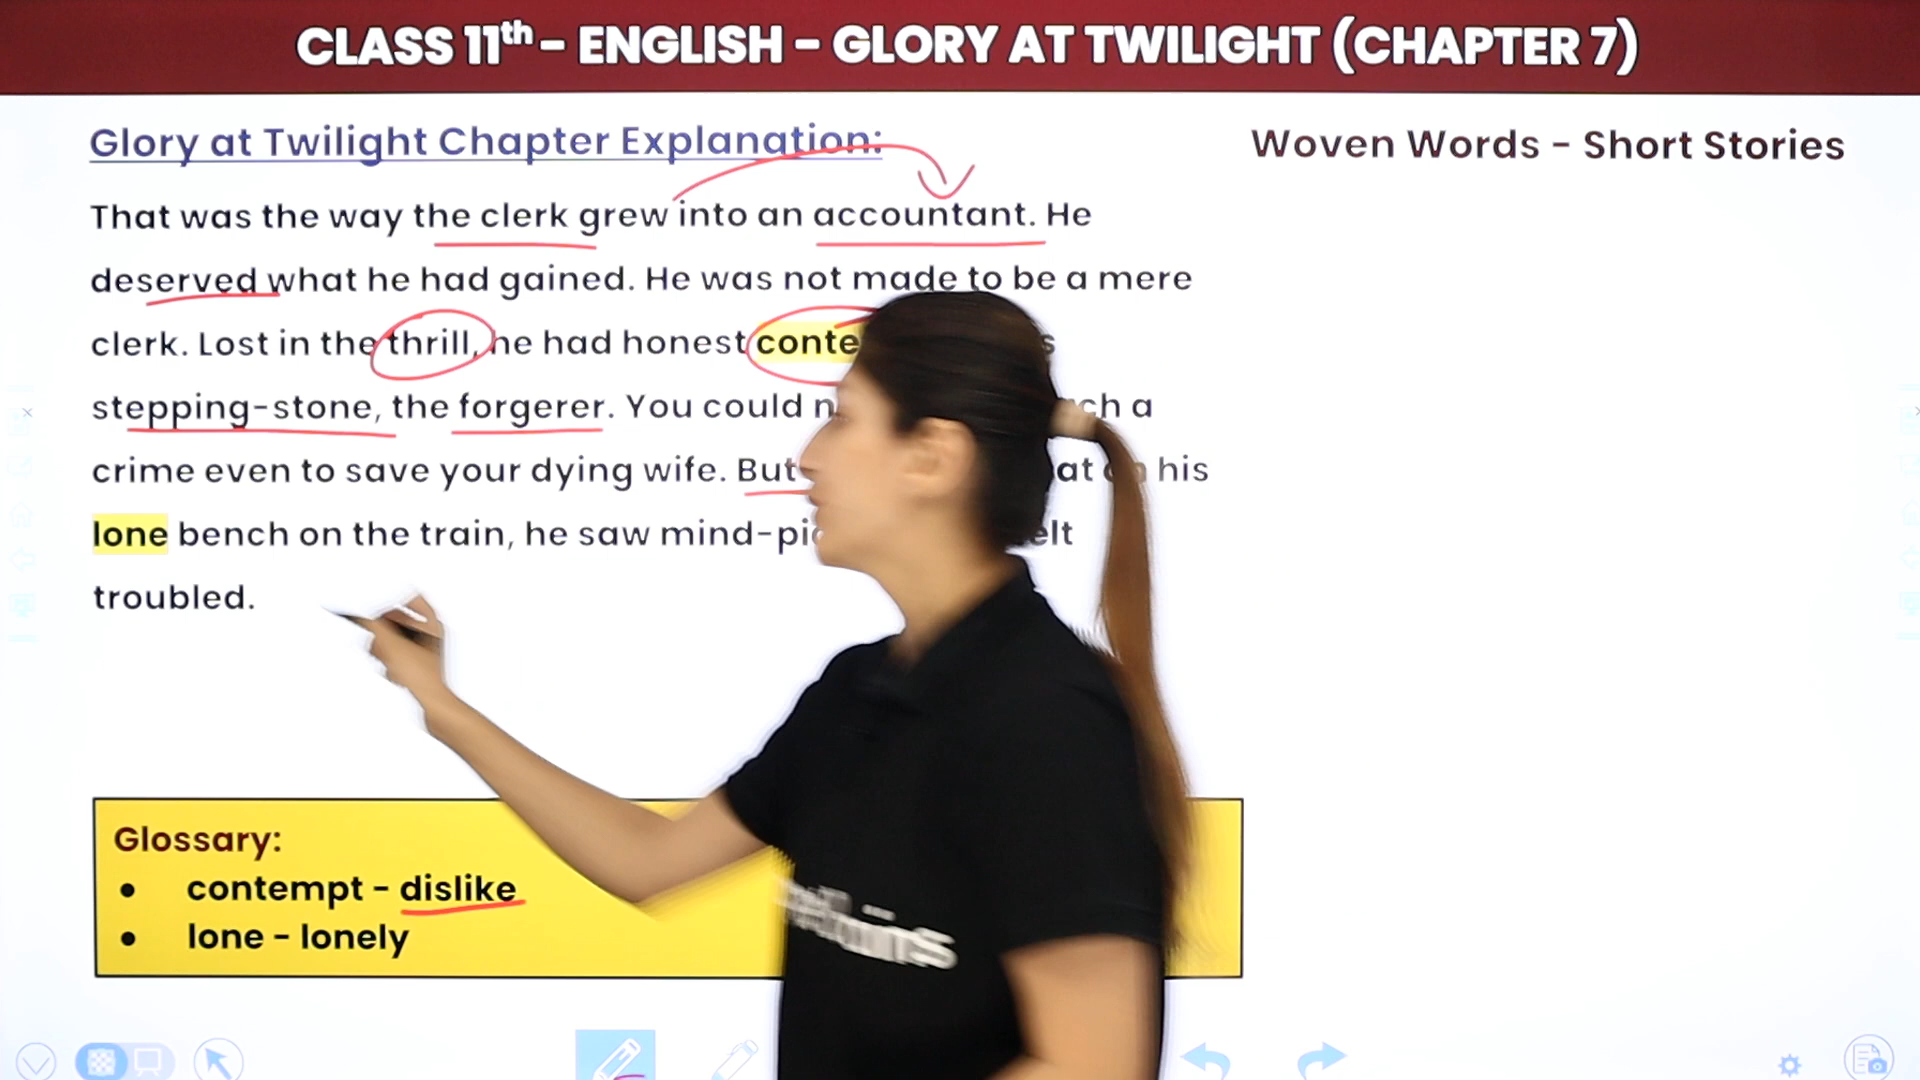 CLASS 11th - ENGLISH - GLORY AT TWILIGHT (CHAPTER 7)
Glory at Twilight Chapter Explanation:
Woven Words - Short Stories
That was the way the clerk grew into an accountant. He
deserved what he had gained. He was not made to be a mere
clerk. Lost in the thrill, he had honest conte
stepping-stone, the forgerer. You could a
crime even to save your dying wife. But his
lone bench on the train, he saw mind-pic
troubled.
Glossary:
● contempt - dislike
● lone - lonely